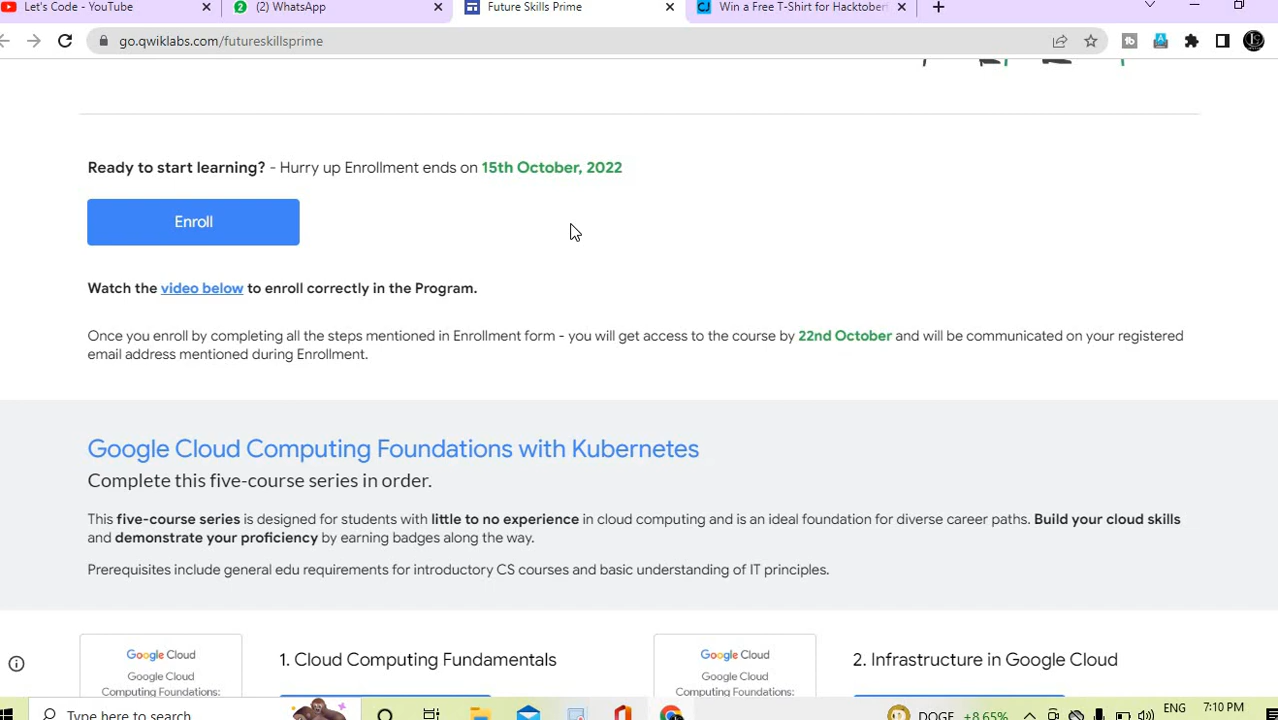 Let's Code - YouTube
(2) WhatsApp
Future Skills Prime
Win a Free T-Shirt for Hacktober
go.qwiklabs.com/futureskillsprime
Ready to start learning? - Hurry up Enrollment ends on 15th October, 2022
Enroll
Watch the video below to enroll correctly in the Program.
Once you enroll by completing all the steps mentioned in Enrollment form - you will get access to the course by 22nd October and will be communicated on your registered
email address mentioned during Enrollment.
Google Cloud Computing Foundations with Kubernetes
Complete this five-course series in order.
This five-course series is designed for students with little to no experience in cloud computing and is an ideal foundation for diverse career paths. Build your cloud skills
and demonstrate your proficiency by earning badges along the way.
Prerequisites include general edu requirements for introductory CS courses and basic understanding of IT principles.
Google Cloud
Google Cloud
Computing Foundations:
1. Cloud Computing Fundamentals
Google Cloud
Google Cloud
Computing Foundations:
2. Infrastructure in Google Cloud
Type here to search
DOGE +8.65%
ENG
7:10 PM